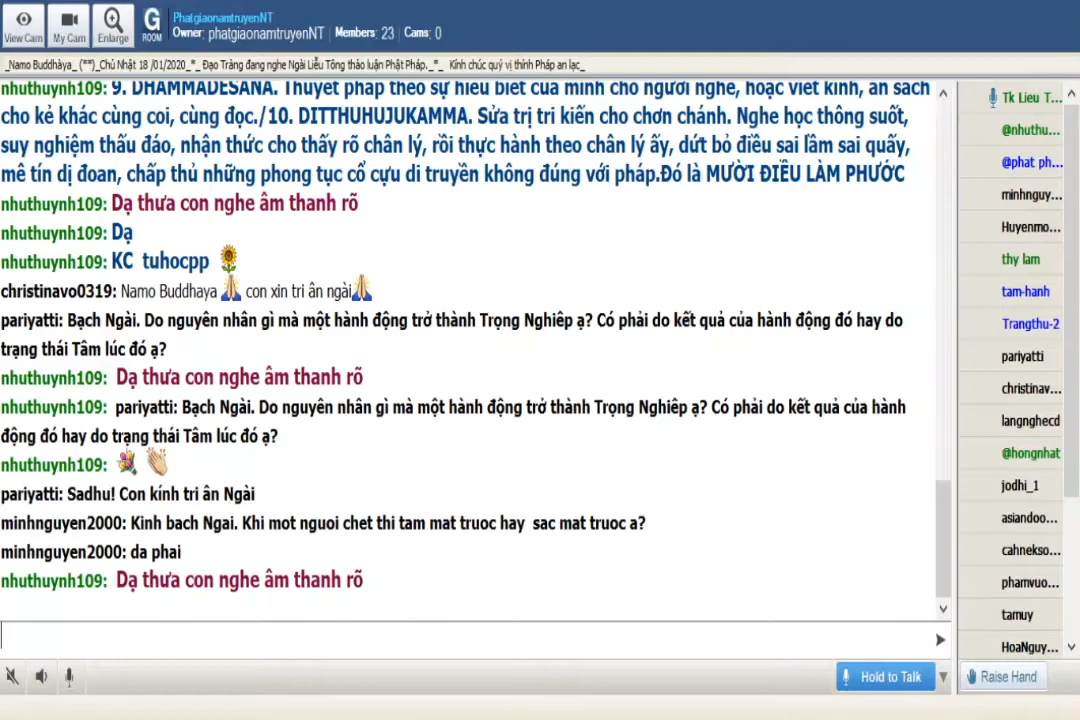 View Cam
My Cam
Enlarge
G
ROOM
PhatgiaonamtruyenNT
Owner: phatgiaonamtruyenNT Members: 23 Cams: 0
_Namo Buddhàya_ (**)_Chủ Nhật 18 /01/2020_*_ Đạo Tràng đang nghe Ngài Liễu Tông thảo luận Phật Pháp._*_ Kính chúc quý vị thính Pháp an lạc_
nhuthuynh109: 9. DHAMMADESANA. Thuyết pháp theo sự hiểu biết của mình cho người nghe, hoặc viết kinh, ấn sách
cho kẻ khác cùng coi, cùng đọc./10. DITTHUHUJUKAMMA. Sửa trị tri kiến cho chơn chánh. Nghe học thông suốt,
suy nghiệm thấu đáo, nhận thức cho thấy rõ chân lý, rồi thực hành theo chân lý ấy, dứt bỏ điều sai lầm sai quấy,
mê tín dị đoan, chấp thủ những phong tục cổ cựu di truyền không đúng với pháp.Đó là MƯỜI ĐIỀU LÀM PHƯỚC
nhuthuynh109: Dạ thưa con nghe âm thanh rõ
nhuthuynh109: Dạ
nhuthuynh109: KC tuhocpp
christinavo0319: Namo Buddhaya con xin tri ân ngài
pariyatti: Bạch Ngài. Do nguyên nhân gì mà một hành động trở thành Trọng Nghiêp ạ? Có phải do kết quả của hành động đó hay do
trạng thái Tâm lúc đó ạ?
nhuthuynh109: Dạ thưa con nghe âm thanh rõ
nhuthuynh109: pariyatti: Bạch Ngài. Do nguyên nhân gì mà một hành động trở thành Trọng Nghiêp ạ? Có phải do kết quả của hành
động đó hay do trạng thái Tâm lúc đó ạ?
nhuthuynh109:
pariyatti: Sadhu! Con kính tri ân Ngài
minhnguyen2000: Kinh bach Ngai. Khi mot nguoi chet thi tam mat truoc hay sac mat truoc a?
minhnguyen2000: da phai
nhuthuynh109: Dạ thưa con nghe âm thanh rõ
Tk Lieu T...
@nhuthu...
@phat ph...
minhnguy...
Huyenmo...
thy lam
tam-hanh
Trangthu-2
pariyatti
christinav...
langnghecd
@hongnhat
jodhi_1
asiandoo...
cahnekso...
phamvuo...
tamuy
HoaNguy...
Hold to Talk
Raise Hand